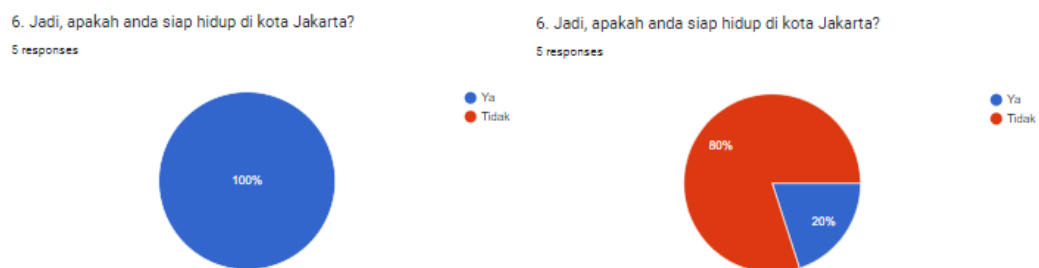 6. Jadi, apakah anda siap hidup di kota Jakarta?
5 responses
Ya
Tidak
100%
6. Jadi, apakah anda siap hidup di kota Jakarta?
5 responses
Ya
Tidak
80%
20%